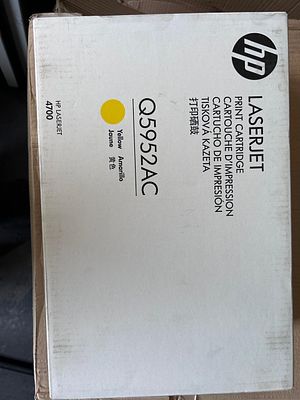 hp
LASERJET
PRINT CARTRIDGE
CARTOUCHE D'IMPRESSION
CARTUCHO DE IMPRESIÓN
TISKOVÁ KAZETA
打印硒鼓
Q5952AC
Yellow Amarillo
Jaune 黄色
HP LASERJET
4700